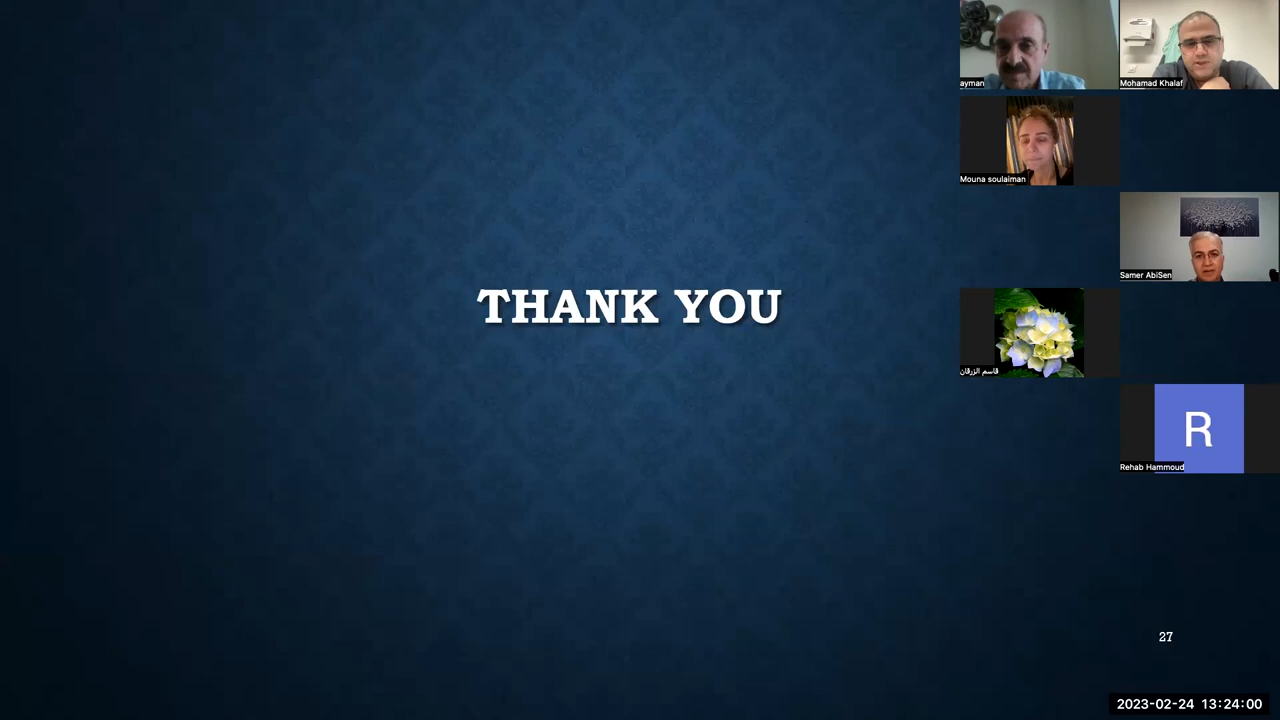 ayman
Mohamad Khalaf
Mouna soulaiman
Samer AbiSen
THANK YOU
قاسم الزرقان
R
Rehab Hammoud
27
2023-02-24 13:24:00